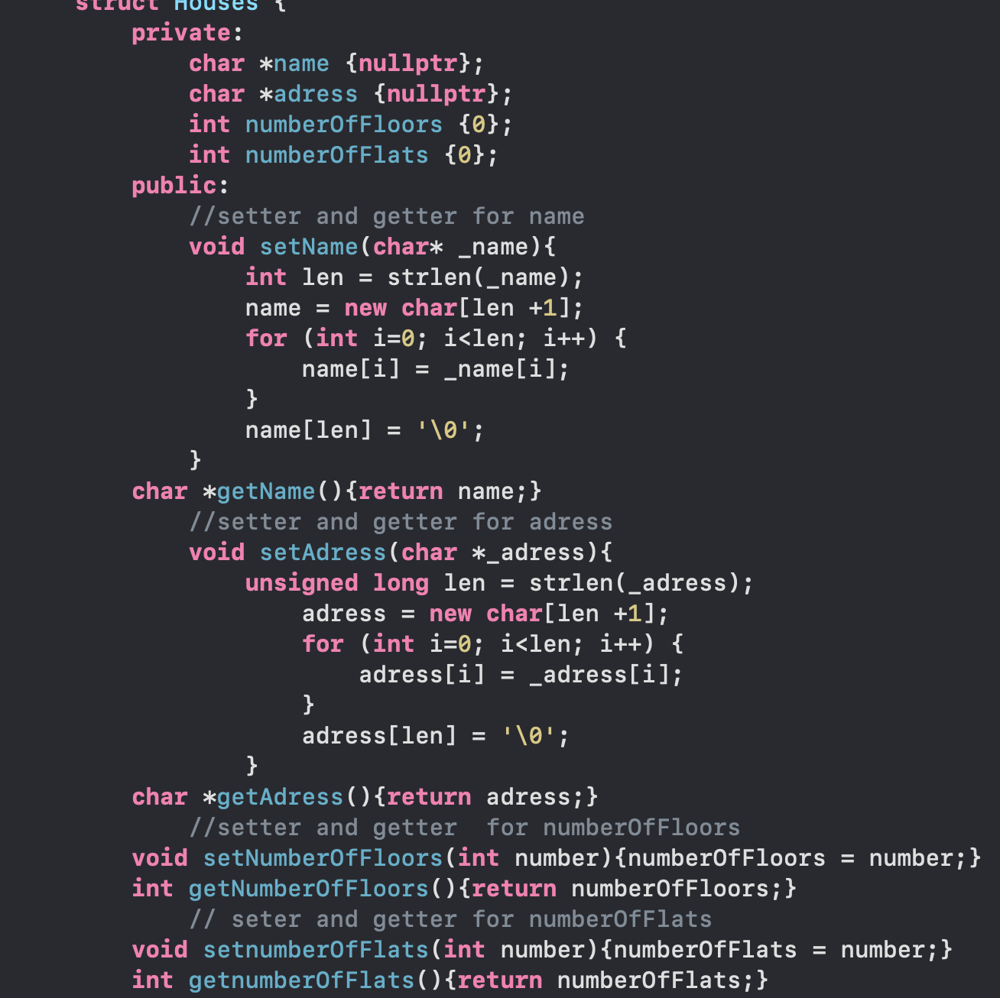 struct Houses {
private:
char *name {nullptr};
char *adress {nullptr};
int numberOfFloors {0};
int numberOfFlats {0};
public:
//setter and getter for name
void setName(char* _name){
int len = strlen(_name);
name = new char[len +1];
for (int i=0; i<len; i++) {
name[i] = _name[i];
}
name[len] = '\0';
}
char *getName(){return name;}
//setter and getter for adress
void setAdress(char *_adress){
unsigned long len = strlen(_adress);
adress = new char[len +1];
for (int i=0; i<len; i++) {
adress[i] = _adress[i];
}
adress[len] = '\0';
}
char *getAdress(){return adress;}
//setter and getter  for numberOfFloors
void setNumberOfFloors(int number){numberOfFloors = number;}
int getNumberOfFloors(){return numberOfFloors;}
// seter and getter for numberOfFlats
void setnumberOfFlats(int number){numberOfFlats = number;}
int getnumberOfFlats(){return numberOfFlats;}